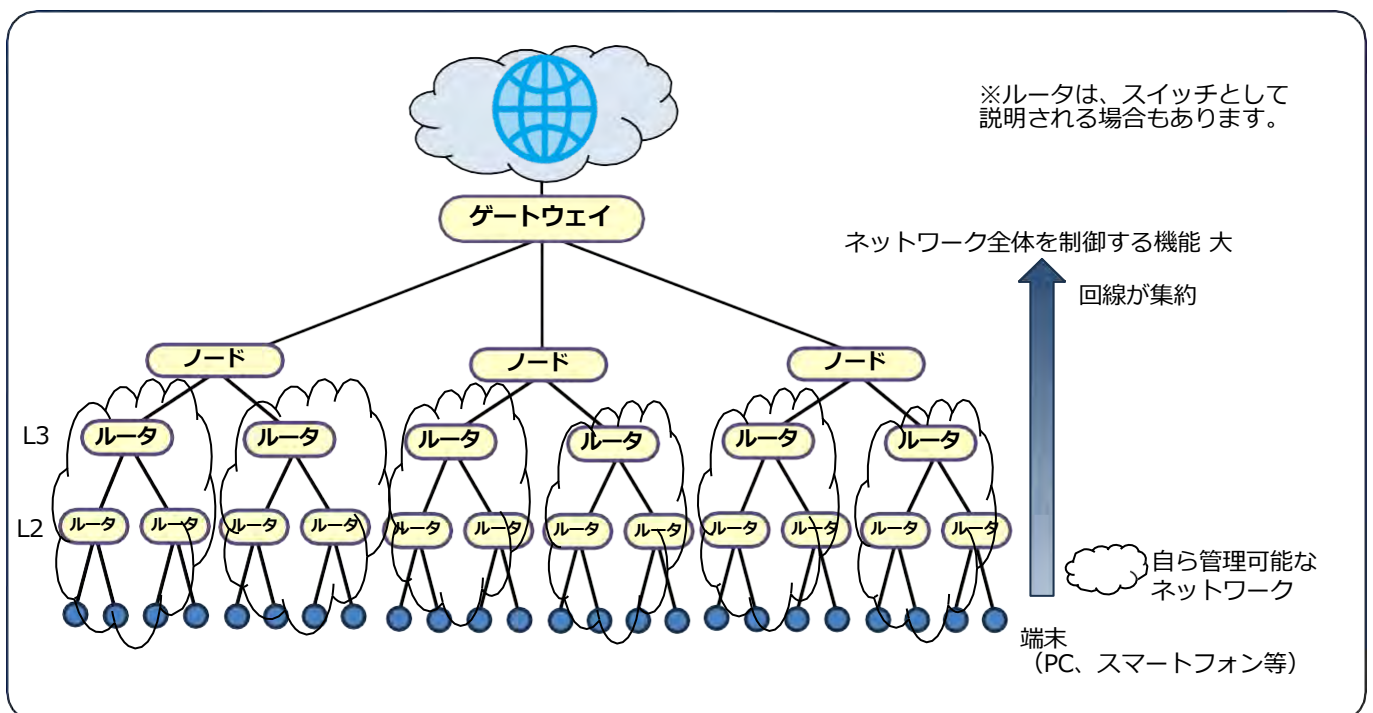 ※ルータは、スイッチとして
説明される場合もあります。
ゲートウェイ
ネットワーク全体を制御する機能 大
回線が集約
ノード
ノード
ノード
L3
ルータ
ルータ
ルータ
ルータ
ルータ
ルータ
L2
ルータ
ルータ
ルータ
ルータ
ルータ
ルータ
ルータ
ルータ
ルータ
ルータ
ルータ
ルータ
自ら管理可能な
ネットワーク
端末
（PC、スマートフォン等）